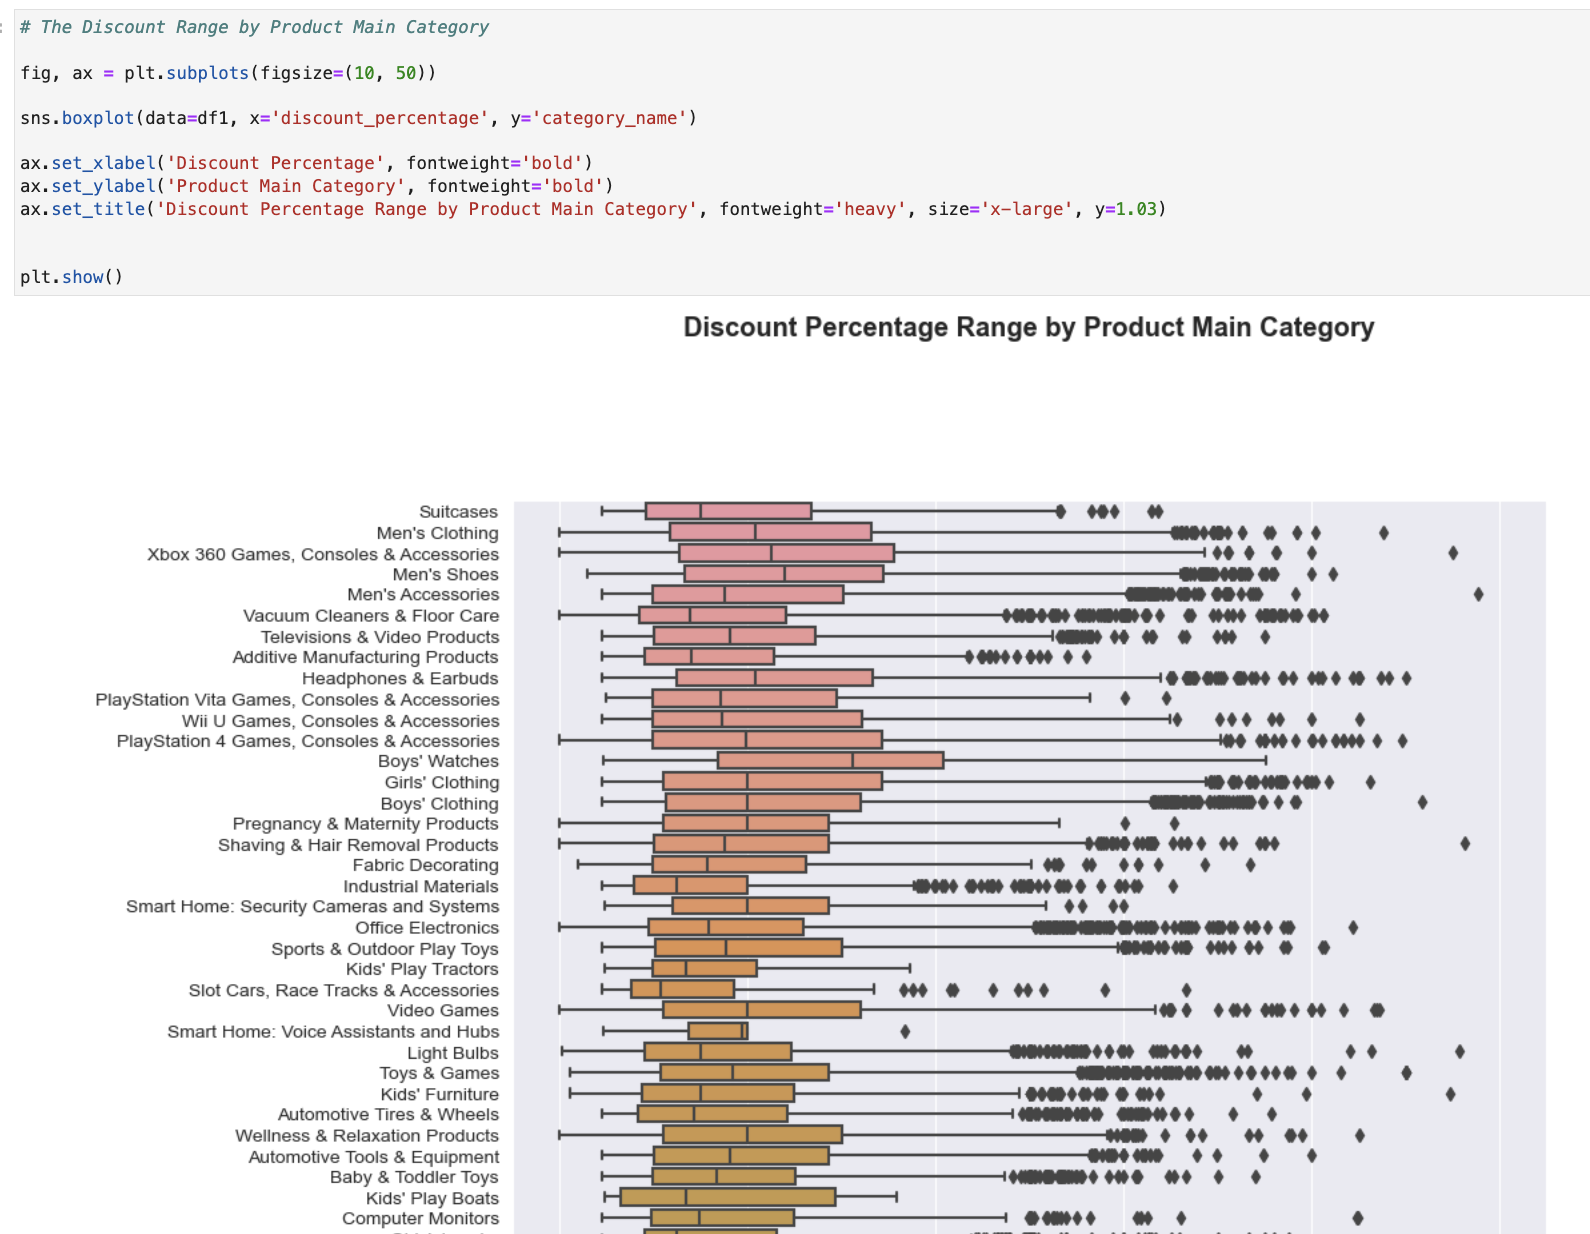 # The Discount Range by Product Main Category
fig, ax = plt.subplots(figsize=(10, 50))
sns.boxplot(data=df1, x='discount_percentage', y='category_name')
ax.set_xlabel('Discount Percentage', fontweight='bold')
ax.set_ylabel('Product Main Category', fontweight='bold')
ax.set_title('Discount Percentage Range by Product Main Category', fontweight='heavy', size='x-large', y=1.03)
plt.show()
Discount Percentage Range by Product Main Category
Suitcases
Men's Clothing
Xbox 360 Games, Consoles & Accessories
Men's Shoes
Men's Accessories
Vacuum Cleaners & Floor Care
Televisions & Video Products
Additive Manufacturing Products
Headphones & Earbuds
PlayStation Vita Games, Consoles & Accessories
Wii U Games, Consoles & Accessories
PlayStation 4 Games, Consoles & Accessories
Boys' Watches
Girls' Clothing
Boys' Clothing
Pregnancy & Maternity Products
Shaving & Hair Removal Products
Fabric Decorating
Industrial Materials
Smart Home: Security Cameras and Systems
Office Electronics
Sports & Outdoor Play Toys
Kids' Play Tractors
Slot Cars, Race Tracks & Accessories
Video Games
Smart Home: Voice Assistants and Hubs
Light Bulbs
Toys & Games
Kids' Furniture
Automotive Tires & Wheels
Wellness & Relaxation Products
Automotive Tools & Equipment
Baby & Toddler Toys
Kids' Play Boats
Computer Monitors